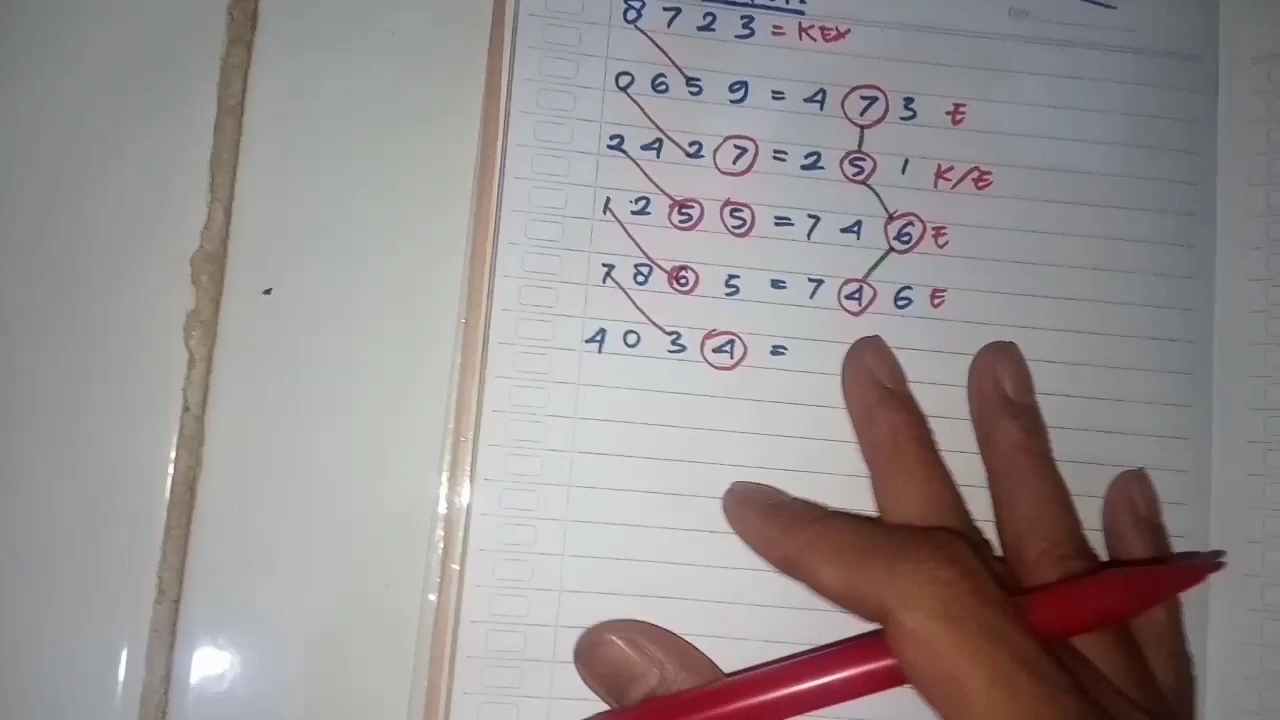 8 7 2 3 = KEX
0 6 5 9 = 4 7 3 E
2 4 2 7 = 2 5 1 K/E
1 2 5 5 = 7 4 6 E
7 8 6 5 = 7 4 6 E
4 0 3 4 =